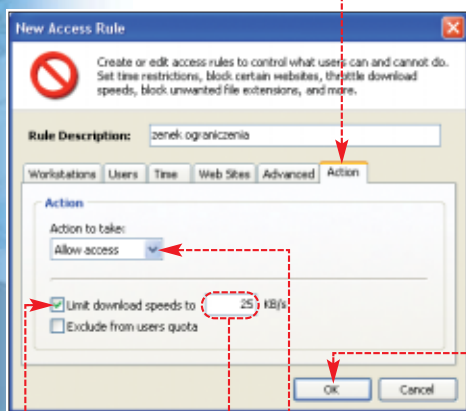 New Access Rule
Create or edit access rules to control what users can and cannot do.
Set time restrictions, block certain websites, throttle download
speeds, block unwanted file extensions, and more.
Rule Description: zenek ograniczenia
Workstations Users Time Web Sites Advanced Action
Action
Action to take:
Allow access
Limit download speeds to 25 KB/s
Exclude from users quota
OK Cancel